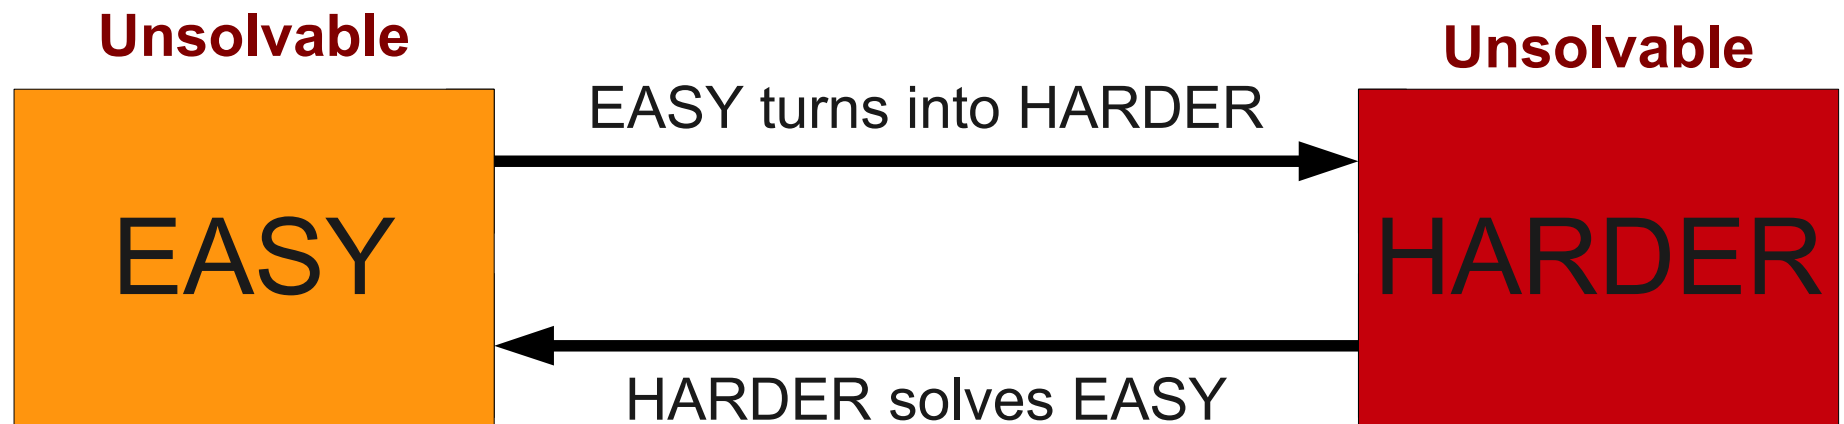 Unsolvable
Unsolvable
EASY turns into HARDER
EASY
HARDER
HARDER solves EASY